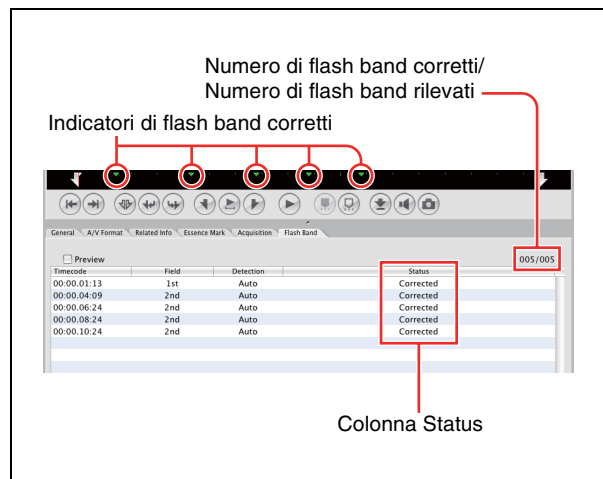 Numero di flash band corretti/
Numero di flash band rilevati
Indicatori di flash band corretti
General A/V Format Related Info Essence Mark Acquisition Flash Band
Preview 005/005
Timecode Field Detection Status
00:00.01:13 1st Auto Corrected
00:00.04:09 2nd Auto Corrected
00:00.06:24 2nd Auto Corrected
00:00.08:24 2nd Auto Corrected
00:00.10:24 2nd Auto Corrected
Colonna Status